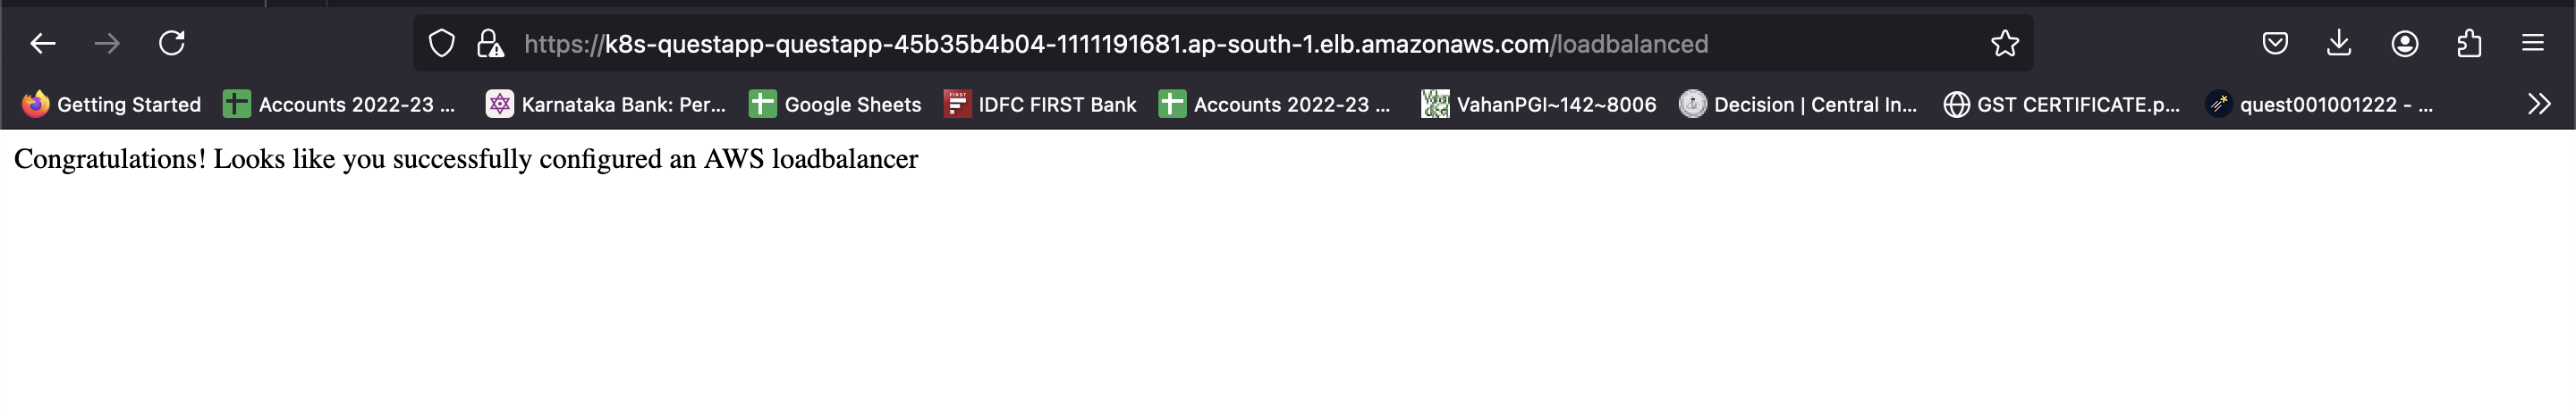 https://k8s-questapp-questapp-45b35b4b04-1111191681.ap-south-1.elb.amazonaws.com/loadbalanced
Getting Started Accounts 2022-23 ... Karnataka Bank: Per... Google Sheets IDFC FIRST Bank Accounts 2022-23 ... VahanPGI~142~8006 Decision | Central In... GST CERTIFICATE.p... quest001001222 - ...
Congratulations! Looks like you successfully configured an AWS loadbalancer